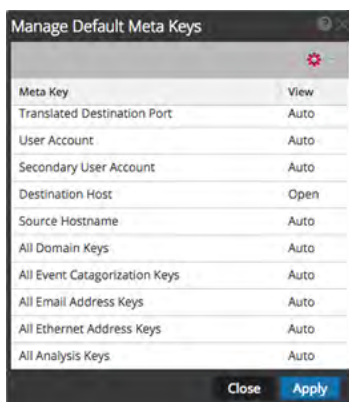 Manage Default Meta Keys
Meta Key View
Translated Destination Port Auto
User Account Auto
Secondary User Account Auto
Destination Host Open
Source Hostname Auto
All Domain Keys Auto
All Event Catagorization Keys Auto
All Email Address Keys Auto
All Ethernet Address Keys Auto
All Analysis Keys Auto
Close Apply